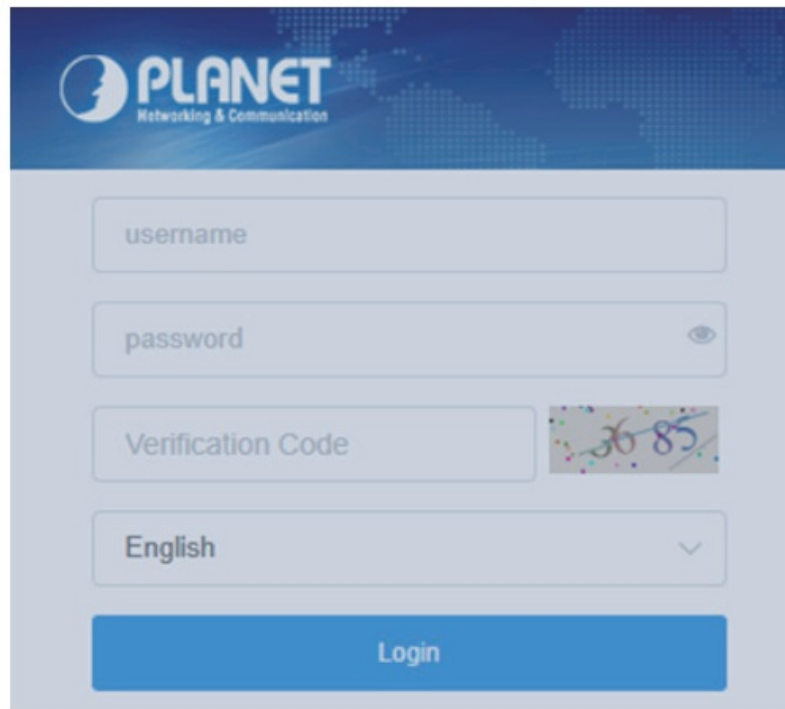 PLANET
Networking & Communication
username
password
Verification Code
3685
English
Login